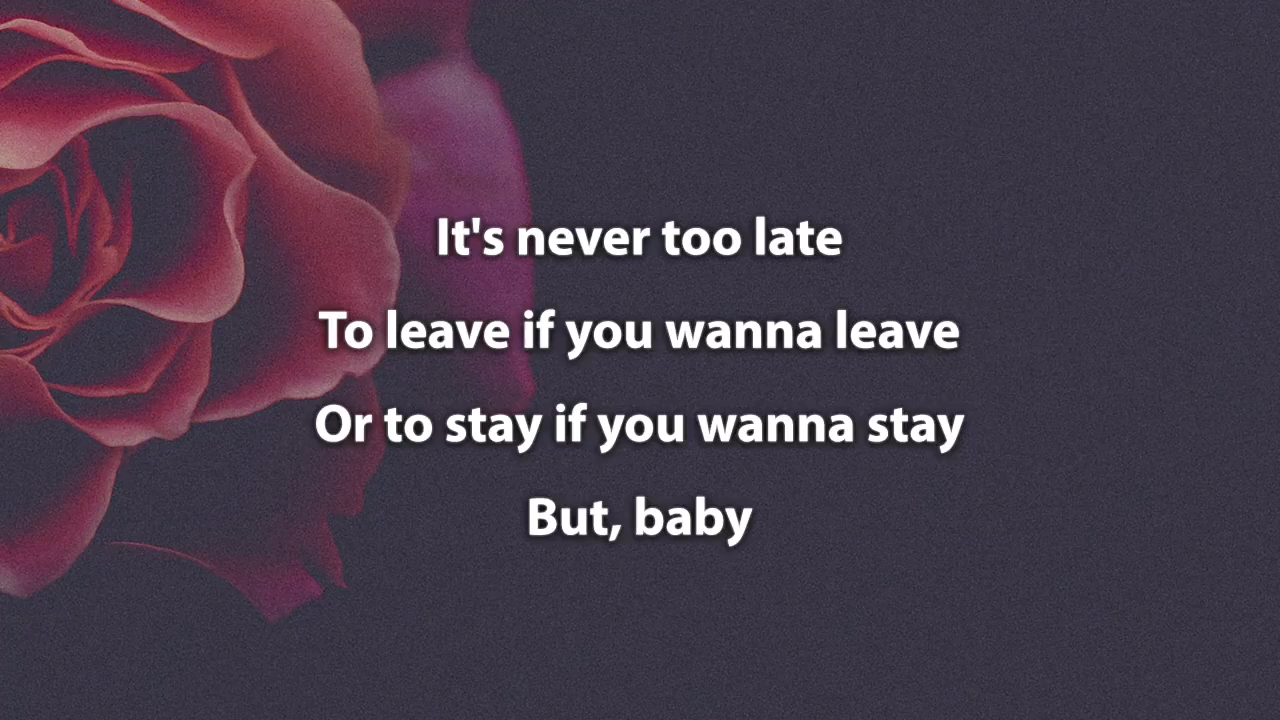 It's never too late
To leave if you wanna leave
Or to stay if you wanna stay
But, baby